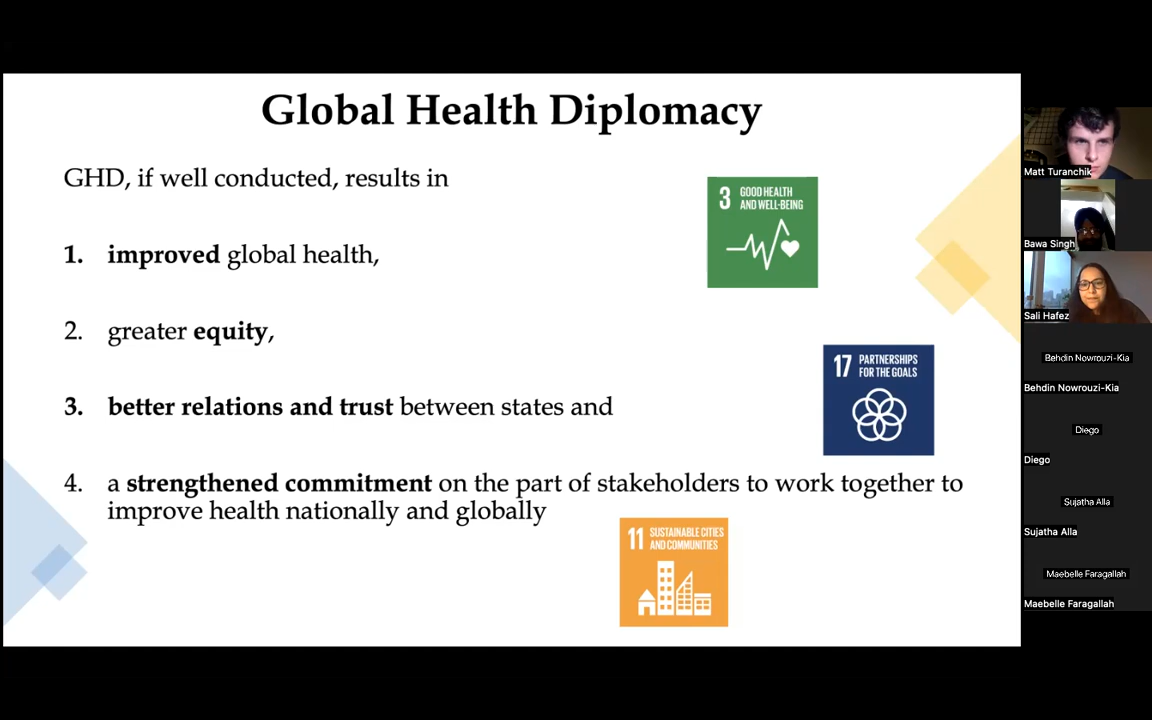 Global Health Diplomacy
GHD, if well conducted, results in
1. improved global health,
2. greater equity,
3. better relations and trust between states and
4. a strengthened commitment on the part of stakeholders to work together to
improve health nationally and globally
3 GOOD HEALTH
AND WELL-BEING
17 PARTNERSHIPS
FOR THE GOALS
11 SUSTAINABLE CITIES
AND COMMUNITIES
Matt Turanchik
Bawa Singh
Sali Hafez
Behdin Nowrouzi-Kia
Behdin Nowrouzi-Kia
Diego
Diego
Sujatha Alla
Sujatha Alla
Maebelle Faragallah
Maebelle Faragallah